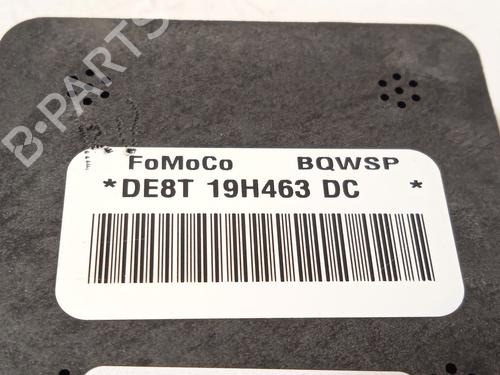 B-PARTS
FoMoCo BQWSP
*DE8T 19H463 DC *